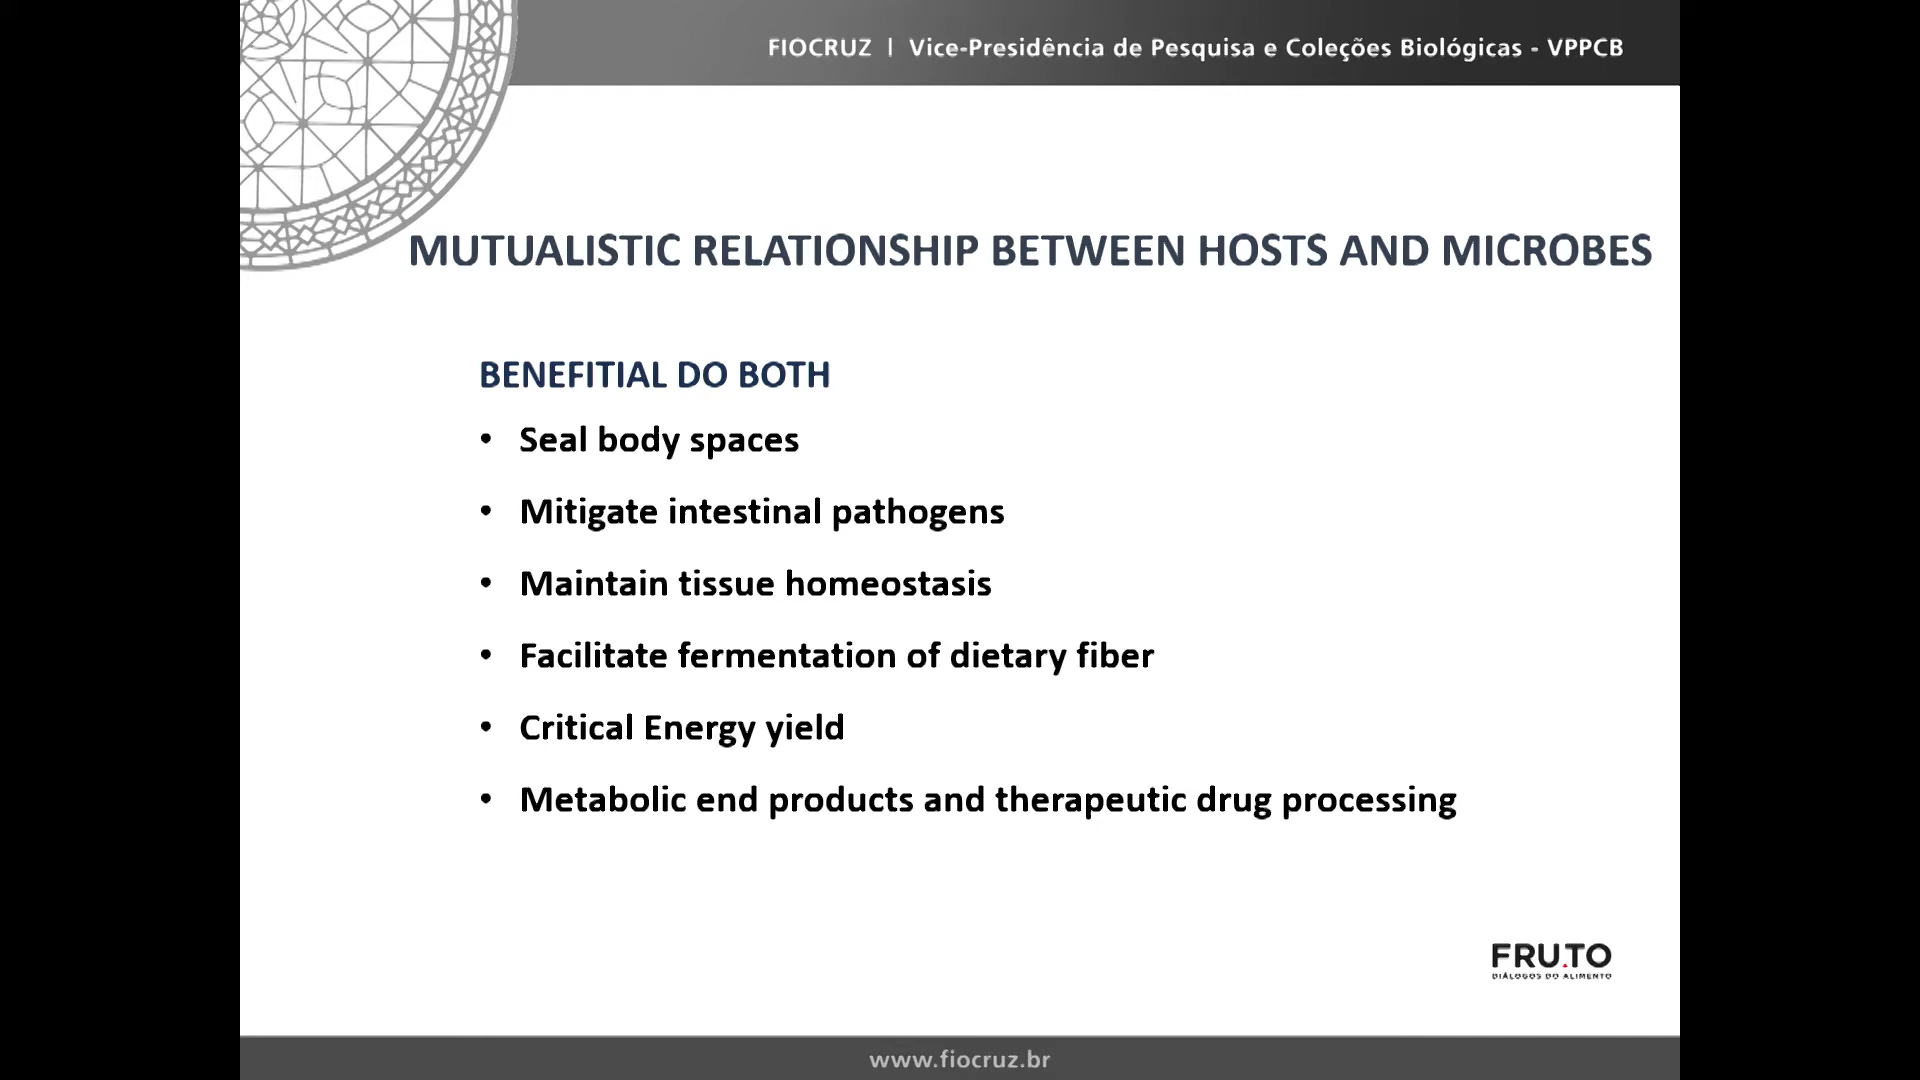 FIOCRUZ | Vice-Presidência de Pesquisa e Coleções Biológicas - VPPCB
MUTUALISTIC RELATIONSHIP BETWEEN HOSTS AND MICROBES
BENEFITIAL DO BOTH
• Seal body spaces
• Mitigate intestinal pathogens
• Maintain tissue homeostasis
• Facilitate fermentation of dietary fiber
• Critical Energy yield
• Metabolic end products and therapeutic drug processing
FRU.TO
DIÁLOGOS DO ALIMENTO
www.fiocruz.br